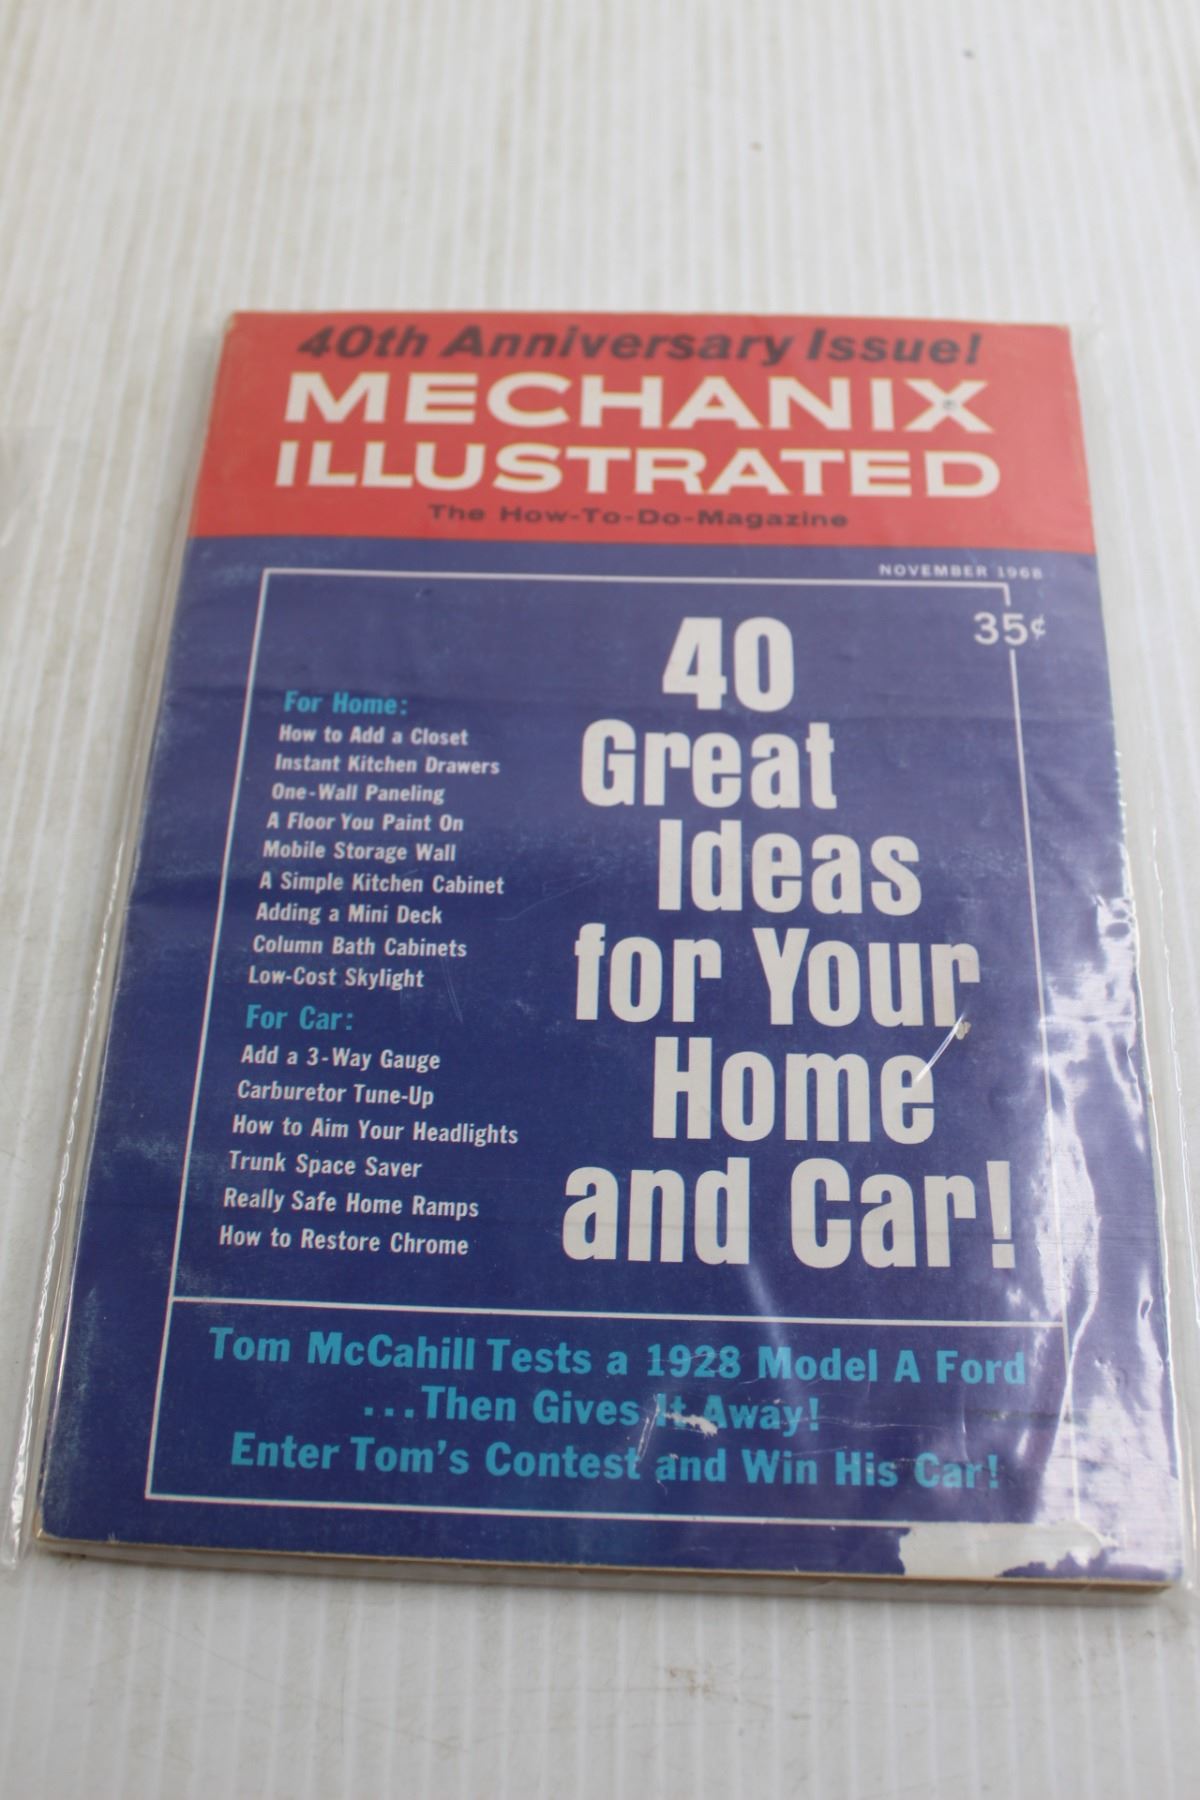 40th Anniversary Issue!
MECHANIX
ILLUSTRATED
The How-To-Do-Magazine
NOVEMBER 1968
35¢
40
Great
Ideas
for Your
Home
and Car!
For Home:
How to Add a Closet
Instant Kitchen Drawers
One-Wall Paneling
A Floor You Paint On
Mobile Storage Wall
A Simple Kitchen Cabinet
Adding a Mini Deck
Column Bath Cabinets
Low-Cost Skylight
For Car:
Add a 3-Way Gauge
Carburetor Tune-Up
How to Aim Your Headlights
Trunk Space Saver
Really Safe Home Ramps
How to Restore Chrome
Tom McCahill Tests a 1928 Model A Ford
...Then Gives It Away!
Enter Tom's Contest and Win His Car!